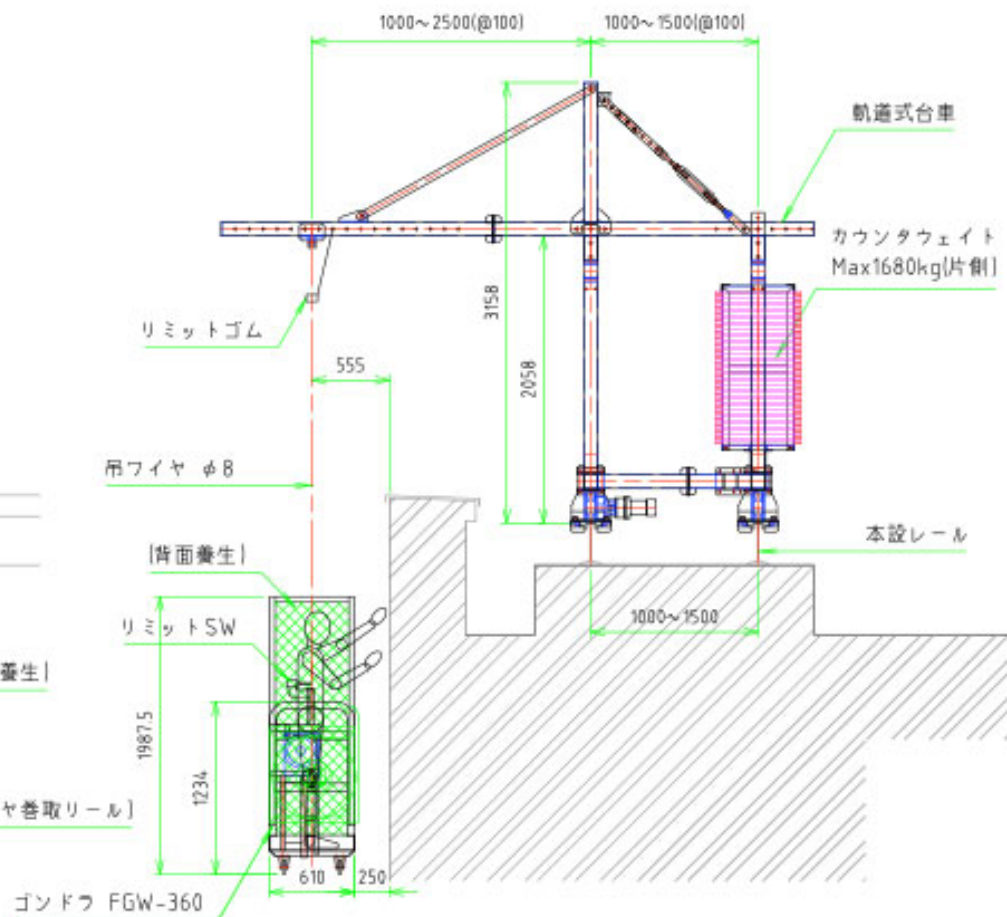 1000~2500(@100)
1000~1500(@100)
軌道式台車
カウンタウェイト
Max1680kg(片側)
3158
リミットゴム
555
2058
吊ワイヤ φ8
本設レール
(背面養生)
リミットSW
1000~1500
養生)
1987.5
1234
ヤ巻取リール)
610
250
ゴンドラ FGW-360